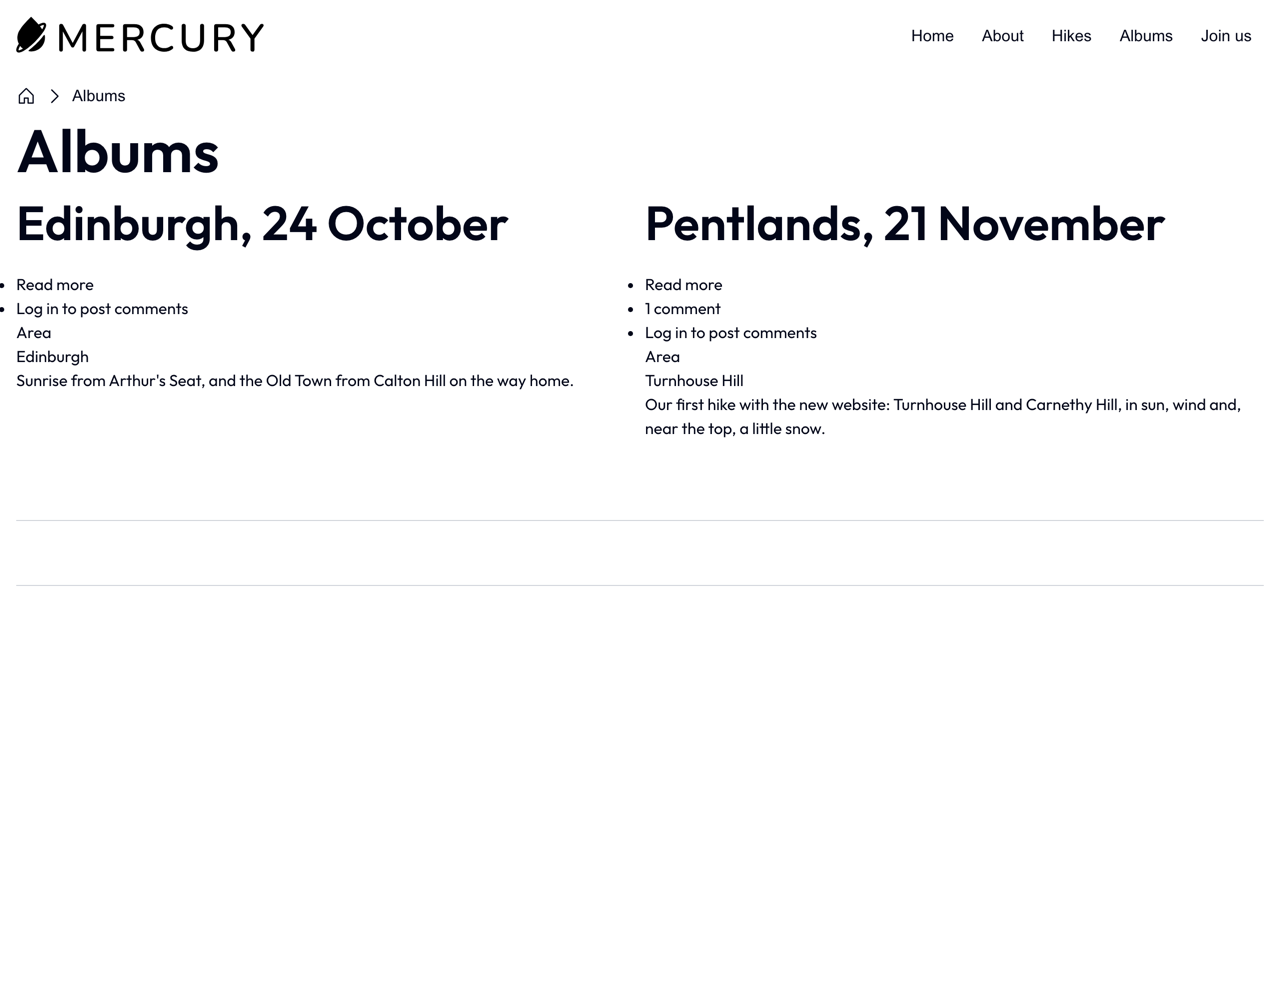 MERCURY
Home About Hikes Albums Join us
Albums
Albums
Edinburgh, 24 October
Read more
Log in to post comments
Area
Edinburgh
Sunrise from Arthur's Seat, and the Old Town from Calton Hill on the way home.
Pentlands, 21 November
Read more
1 comment
Log in to post comments
Area
Turnhouse Hill
Our first hike with the new website: Turnhouse Hill and Carnethy Hill, in sun, wind and,
near the top, a little snow.